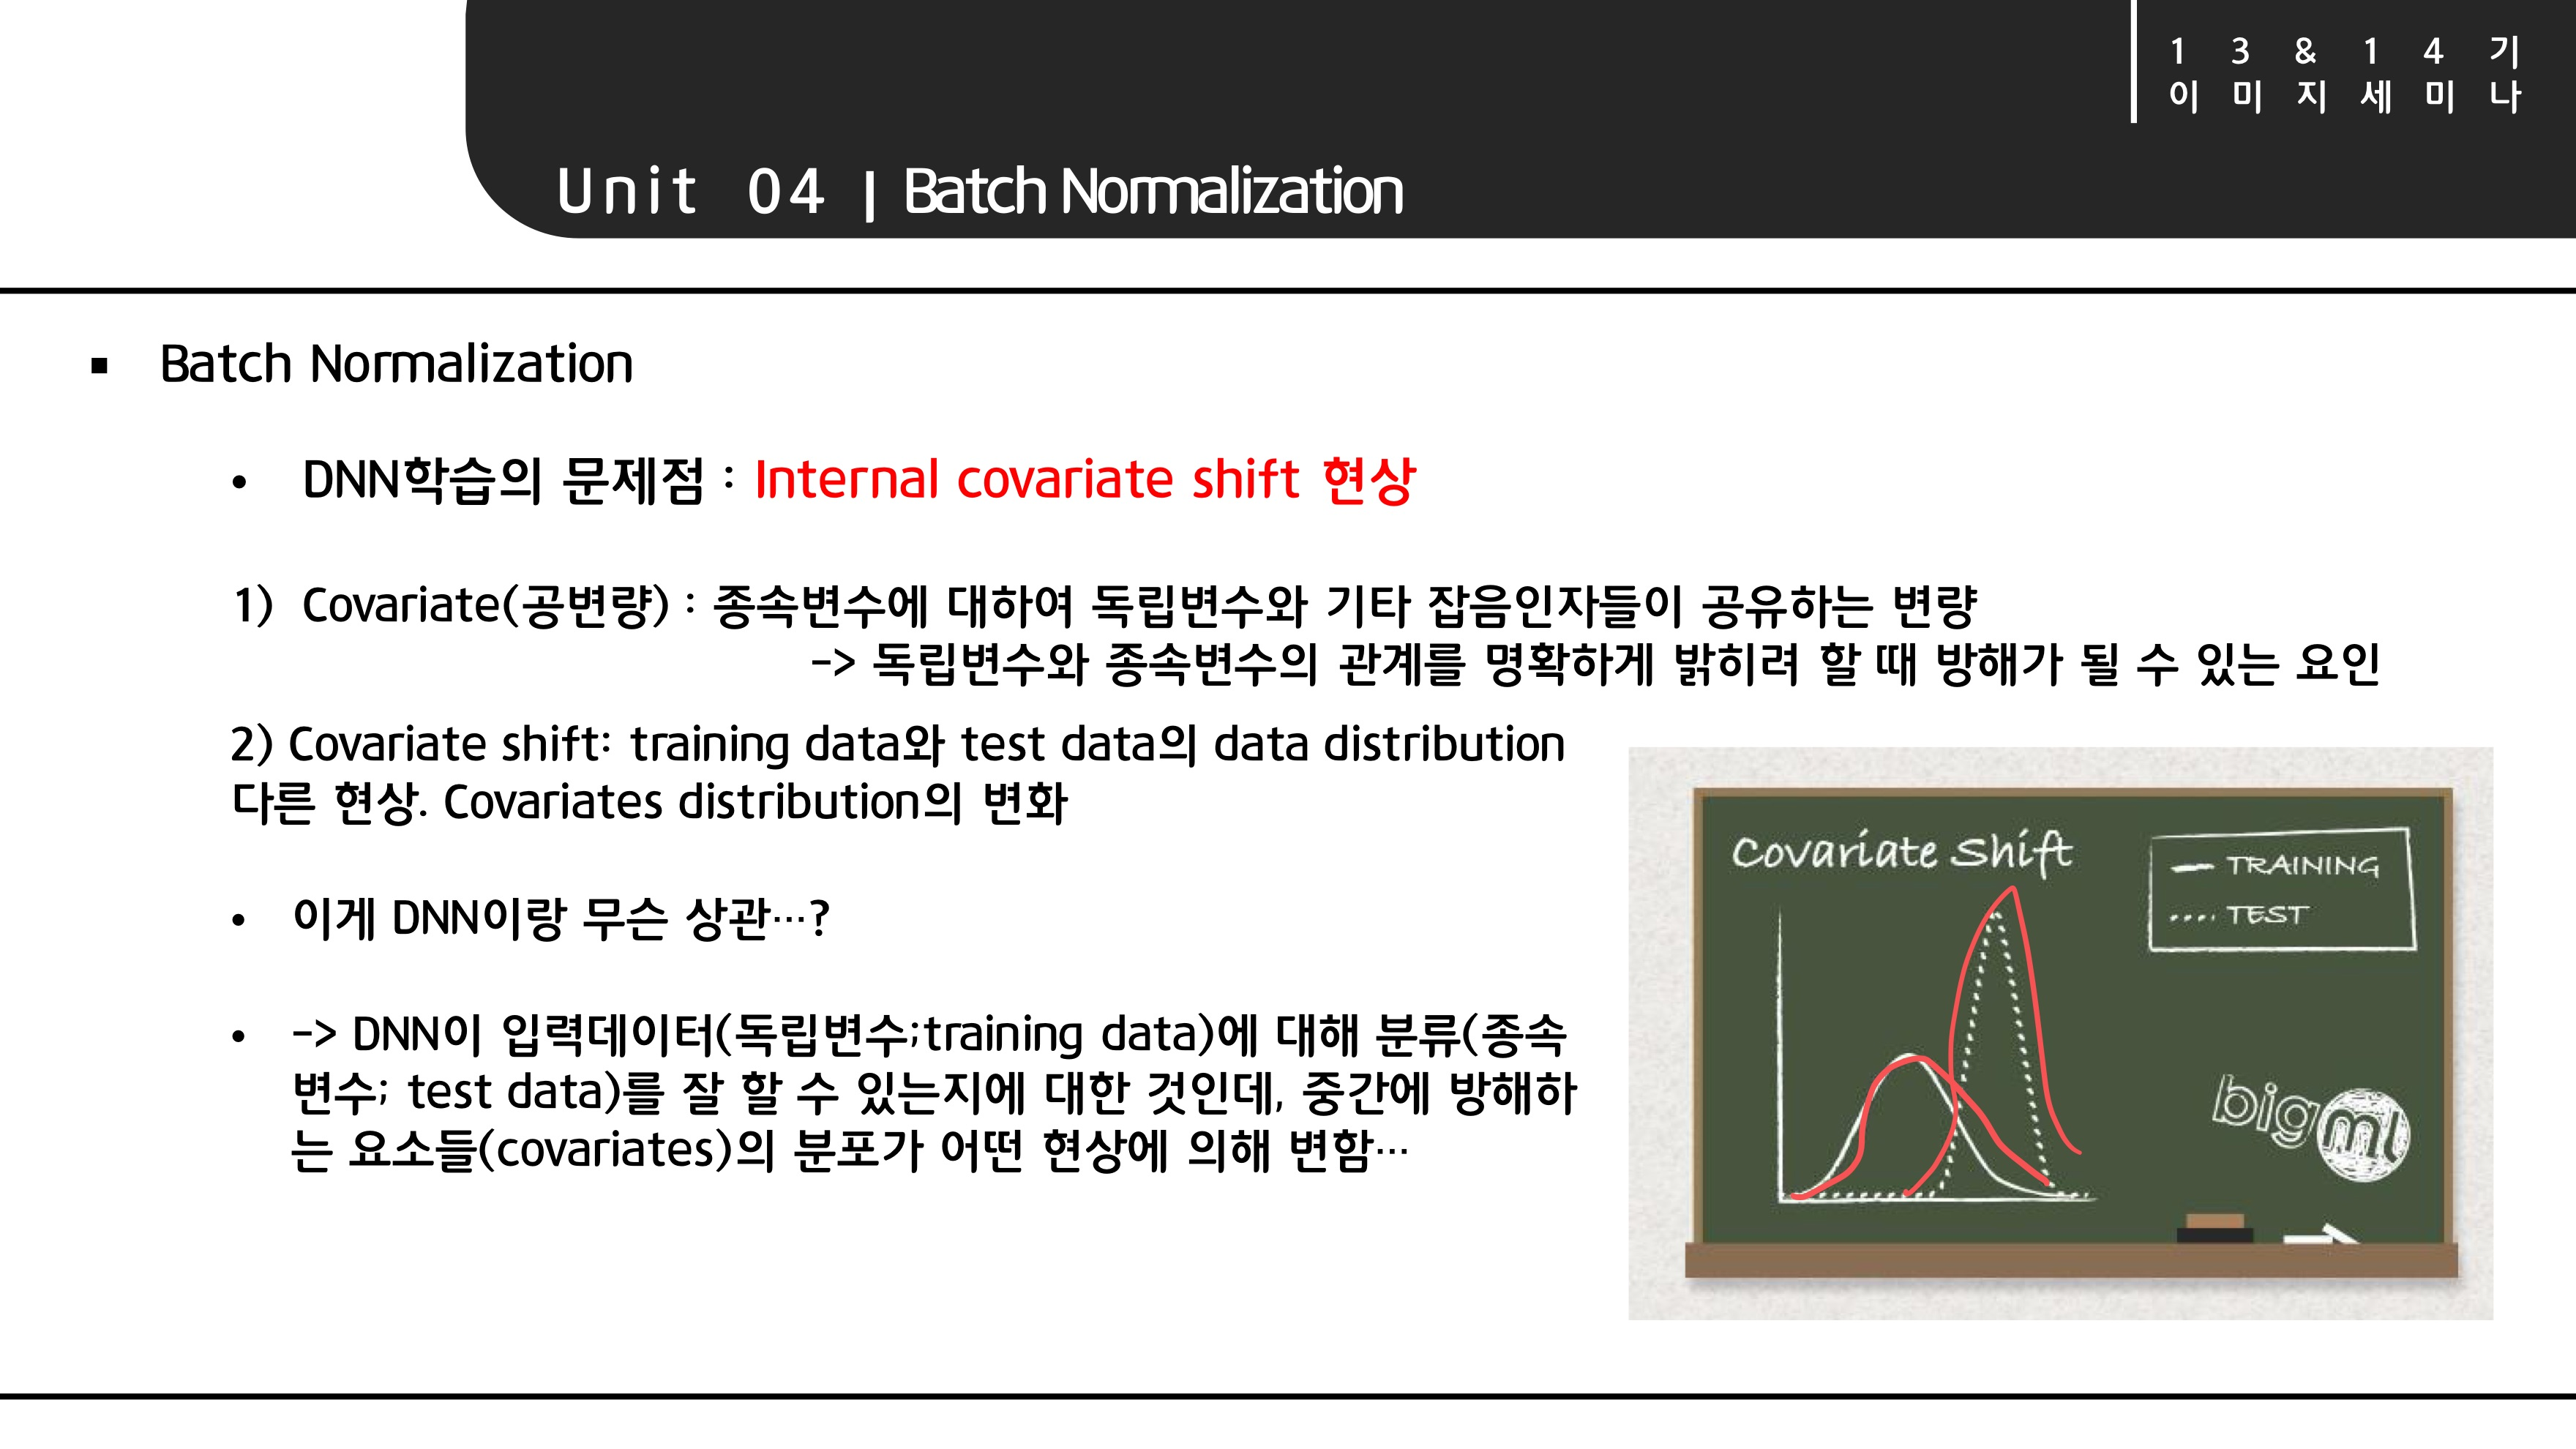 1 3 & 1 4 기
이 미 지 세 미 나
Unit 04 | Batch Normalization
▪ Batch Normalization
• DNN학습의 문제점 : Internal covariate shift 현상
1) Covariate(공변량) : 종속변수에 대하여 독립변수와 기타 잡음인자들이 공유하는 변량
-> 독립변수와 종속변수의 관계를 명확하게 밝히려 할 때 방해가 될 수 있는 요인
2) Covariate shift: training data와 test data의 data distribution
다른 현상. Covariates distribution의 변화
• 이게 DNN이랑 무슨 상관…?
• -> DNN이 입력데이터(독립변수;training data)에 대해 분류(종속
변수; test data)를 잘 할 수 있는지에 대한 것인데, 중간에 방해하
는 요소들(covariates)의 분포가 어떤 현상에 의해 변함…
Covariate Shift
TRAINING
TEST
bigml